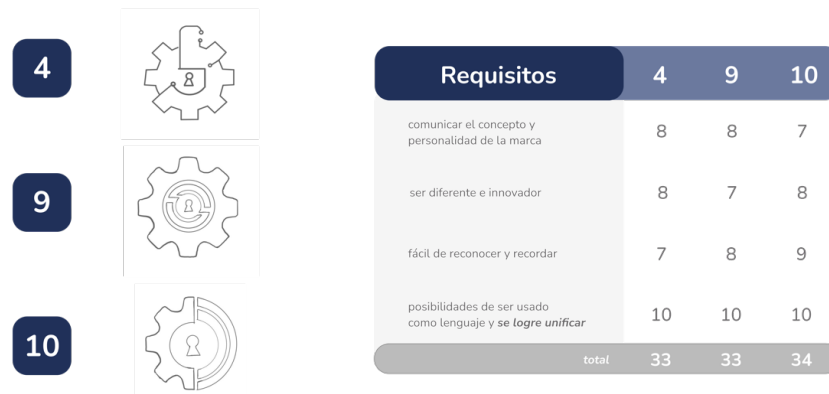 4
9
10
Requisitos 4 9 10
comunicar el concepto y
personalidad de la marca 8 8 7
ser diferente e innovador 8 7 8
fácil de reconocer y recordar 7 8 9
posibilidades de ser usado
como lenguaje y se logre unificar 10 10 10
total 33 33 34